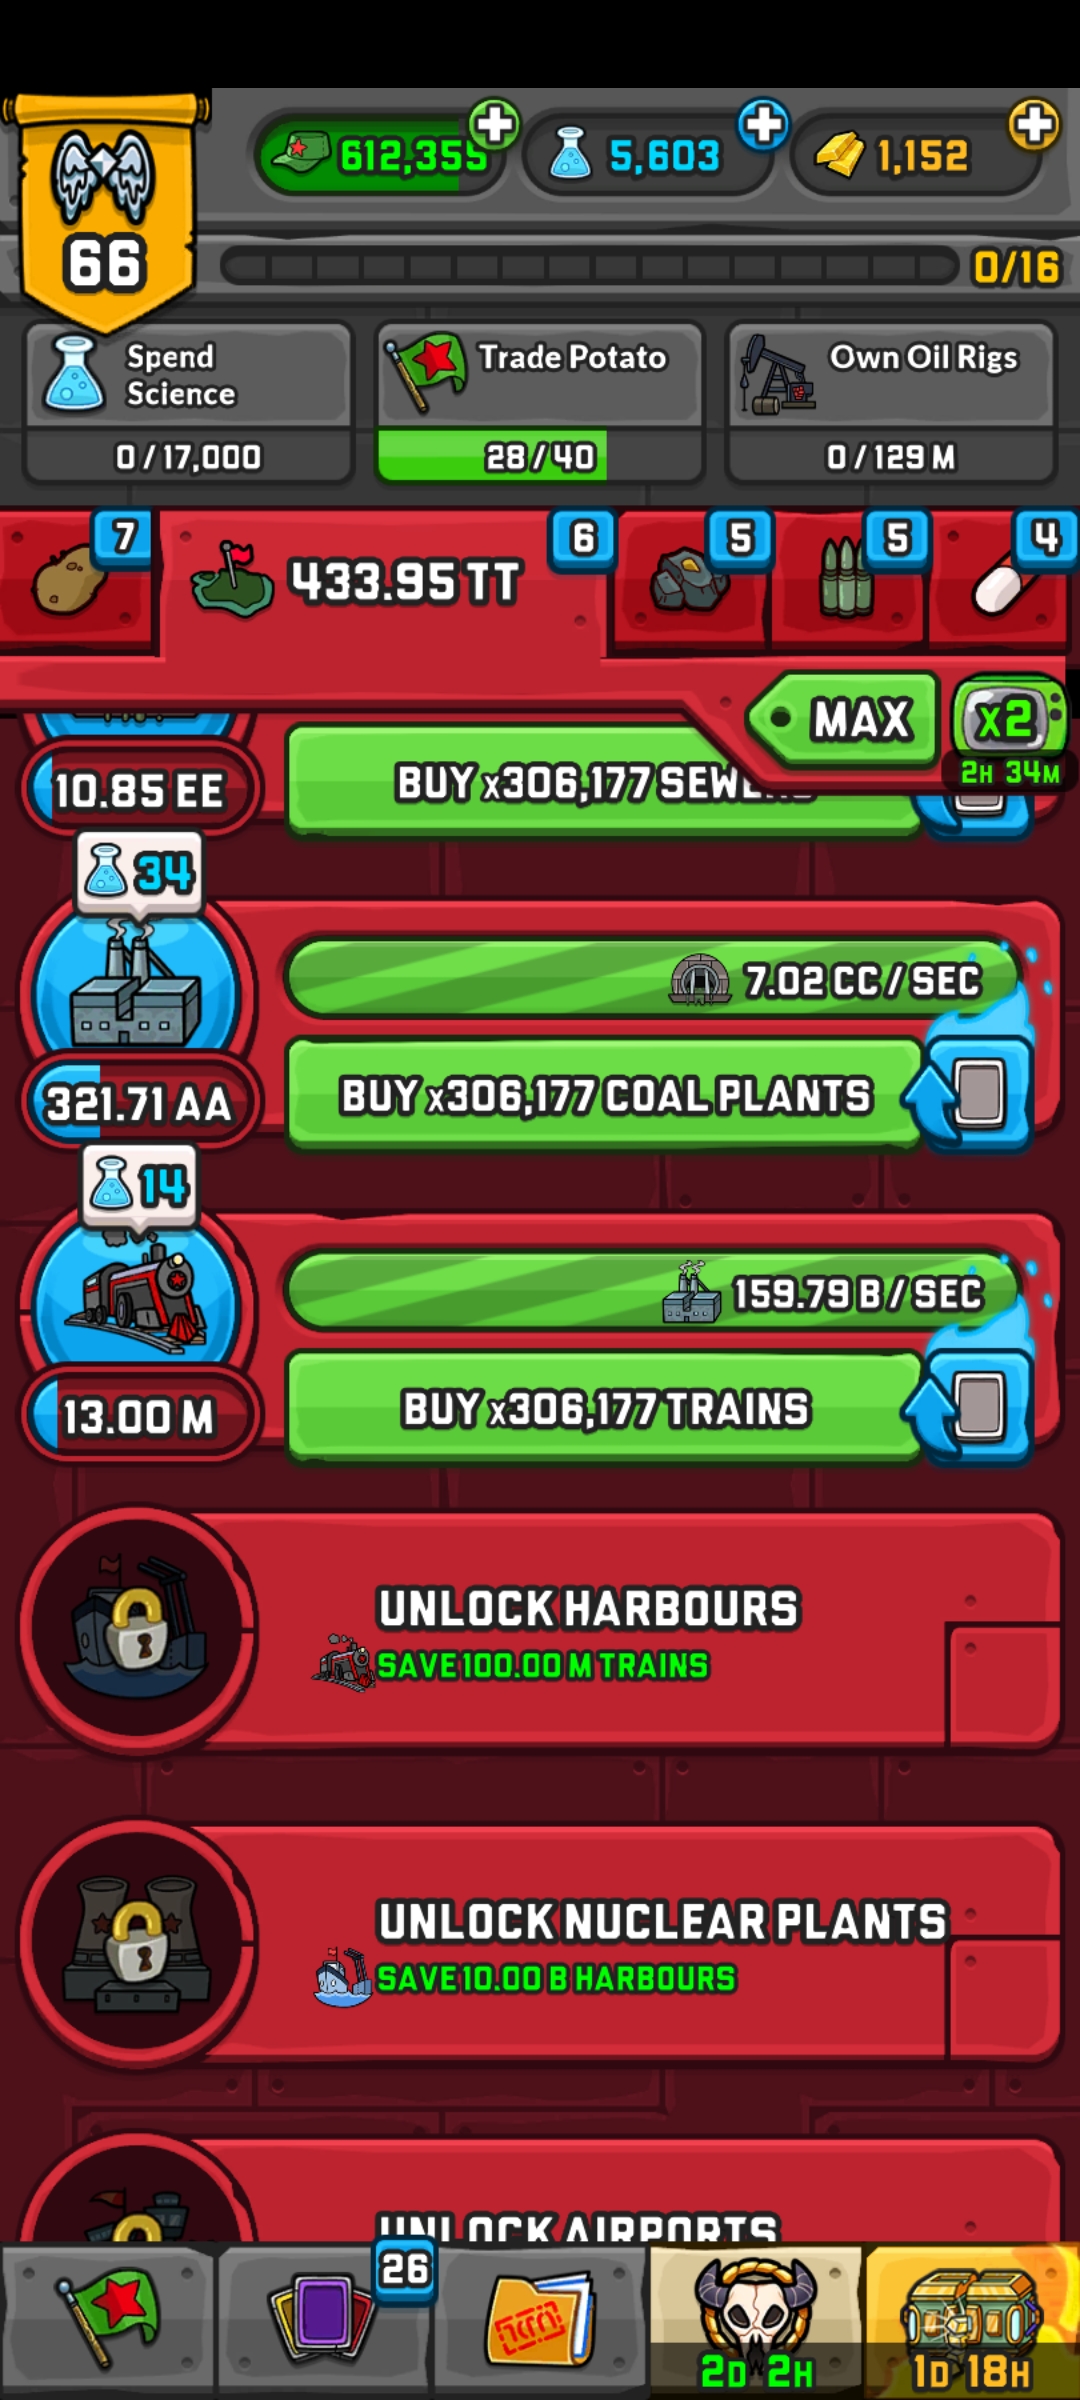 612,355
5,603
1,152
66
0/16
Spend
Science
0 / 17,000
Trade Potato
28 / 40
Own Oil Rigs
0 / 129 M
7
433.95 TT
6
5
5
4
MAX
x2
2H 34M
10.85 EE
BUY x306,177 SEWERS
34
7.02 CC / SEC
321.71 AA
BUY x306,177 COAL PLANTS
14
159.79 B / SEC
13.00 M
BUY x306,177 TRAINS
UNLOCK HARBOURS
SAVE 100.00 M TRAINS
UNLOCK NUCLEAR PLANTS
SAVE 10.00 B HARBOURS
UNLOCK AIRPORTS
26
2D 2H
1D 18H